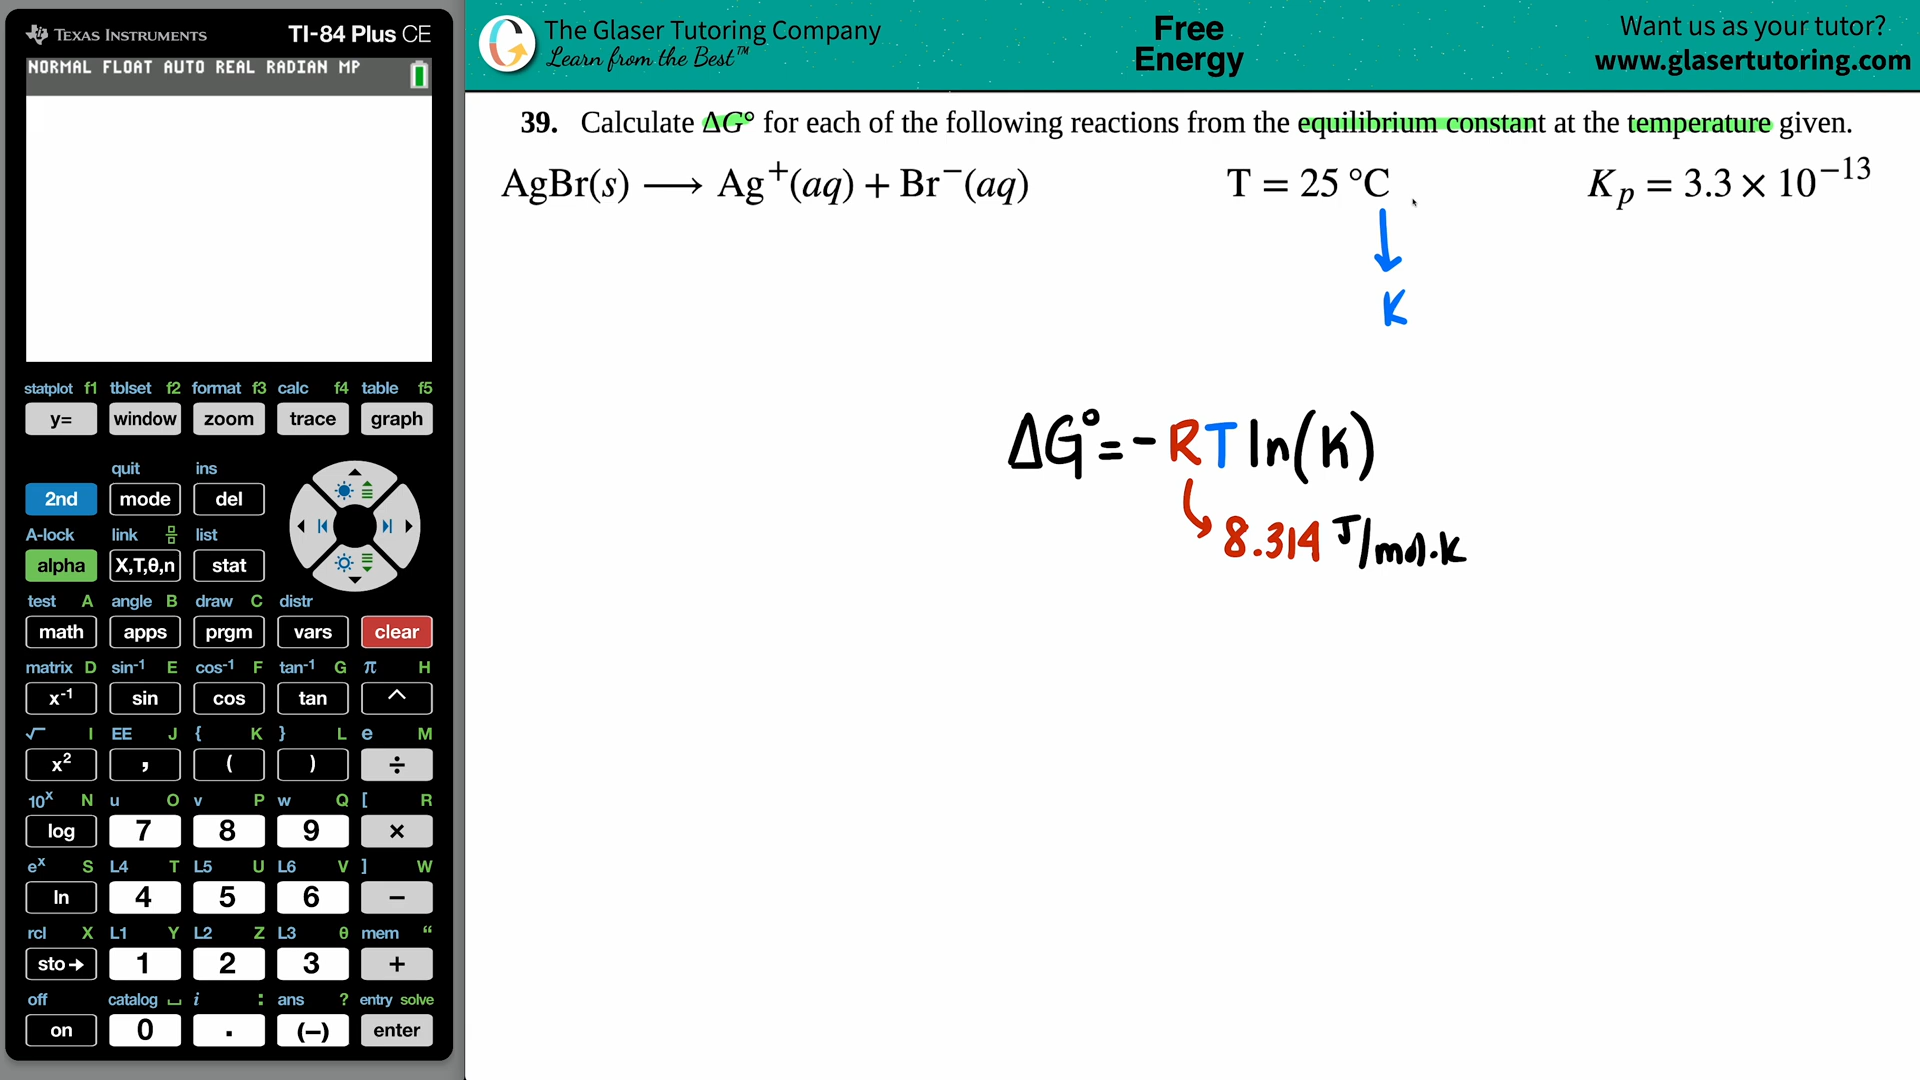 TEXAS INSTRUMENTS TI-84 Plus CE
NORMAL FLOAT AUTO REAL RADIAN MP
statplot f1 tblset f2 format f3 calc f4 table f5
y= window zoom trace graph
quit ins
2nd mode del
A-lock link list
alpha X,T,θ,n stat
test A angle B draw C distr
math apps prgm vars clear
matrix D sin⁻¹ E cos⁻¹ F tan⁻¹ G π H
x⁻¹ sin cos tan ^
√ I EE J { K } L e M
x² , ( ) ÷
10ˣ N u O v P w Q [ R
log 7 8 9 ×
eˣ S L4 T L5 U L6 V ] W
ln 4 5 6 −
rcl X L1 Y L2 Z L3 θ mem “
sto→ 1 2 3 +
off catalog ⎵ i : ans ? entry solve
on 0 . (−) enter
The Glaser Tutoring Company
Learn from the Best™
Free
Energy
Want us as your tutor?
www.glasertutoring.com
39. Calculate ΔG° for each of the following reactions from the equilibrium constant at the temperature given.
AgBr(s) ⟶ Ag⁺(aq) + Br⁻(aq) T = 25 °C Kₚ = 3.3 × 10⁻¹³
K
ΔG° = - RT ln(K)
8.314 J/mol·K